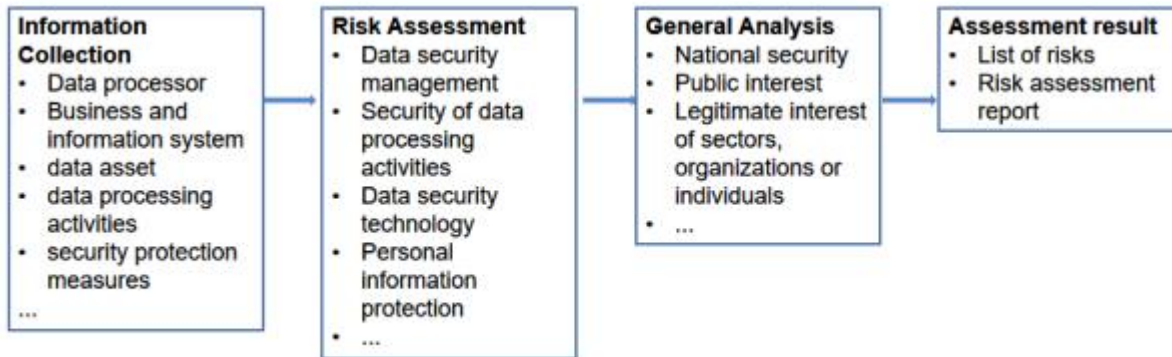 Information
Collection
• Data processor
• Business and
information system
• data asset
• data processing
activities
• security protection
measures
...
Risk Assessment
• Data security
management
• Security of data
processing
activities
• Data security
technology
• Personal
information
protection
• ...
General Analysis
• National security
• Public interest
• Legitimate interest
of sectors,
organizations or
individuals
• ...
Assessment result
• List of risks
• Risk assessment
report